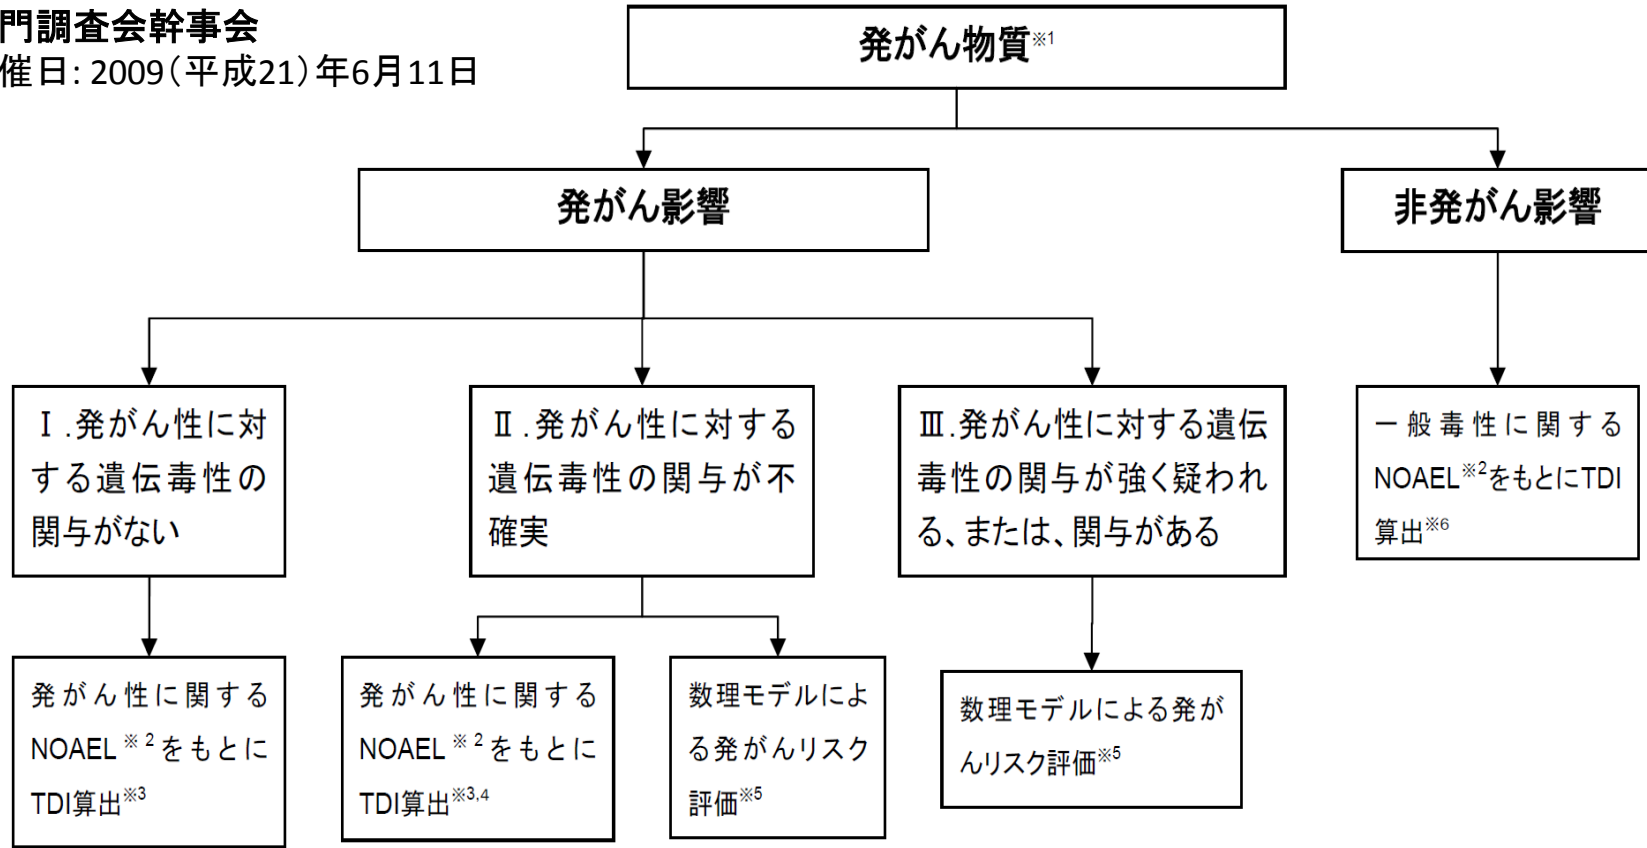 門調査会幹事会
催日: 2009(平成21)年6月11日
発がん物質※1
発がん影響
非発がん影響
Ⅰ.発がん性に対
する遺伝毒性の
関与がない
Ⅱ.発がん性に対する
遺伝毒性の関与が不
確実
Ⅲ.発がん性に対する遺伝
毒性の関与が強く疑われ
る、または、関与がある
一般毒性に関する
NOAEL※2をもとにTDI
算出※6
発がん性に関する
NOAEL※2をもとに
TDI算出※3
発がん性に関する
NOAEL※2をもとに
TDI算出※3,4
数理モデルによ
る発がんリスク
評価※5
数理モデルによる発が
んリスク評価※5